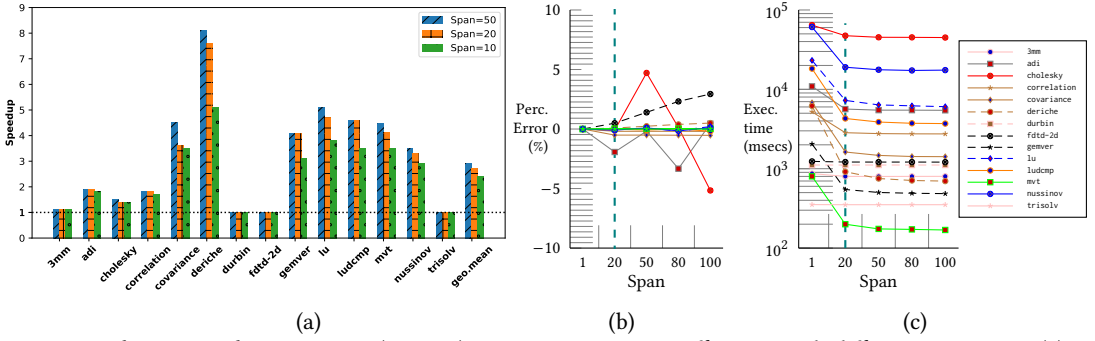 9
8
7
6
5
4
3
2
1
0
Speedup
Span=50
Span=20
Span=10
3mm
adi
cholesky
correlation
covariance
deriche
durbin
fdtd-2d
gemver
lu
ludcmp
mvt
nussinov
trisolv
geo.mean
(a)
10
5
0
−5
−10
Perc.
Error
(%)
1 20 50 80 100
Span
(b)
10^5
10^4
10^3
10^2
Exec.
time
(msecs)
1 20 50 80 100
Span
(c)
3mm
adi
cholesky
correlation
covariance
deriche
durbin
fdtd-2d
gemver
lu
ludcmp
mvt
nussinov
trisolv